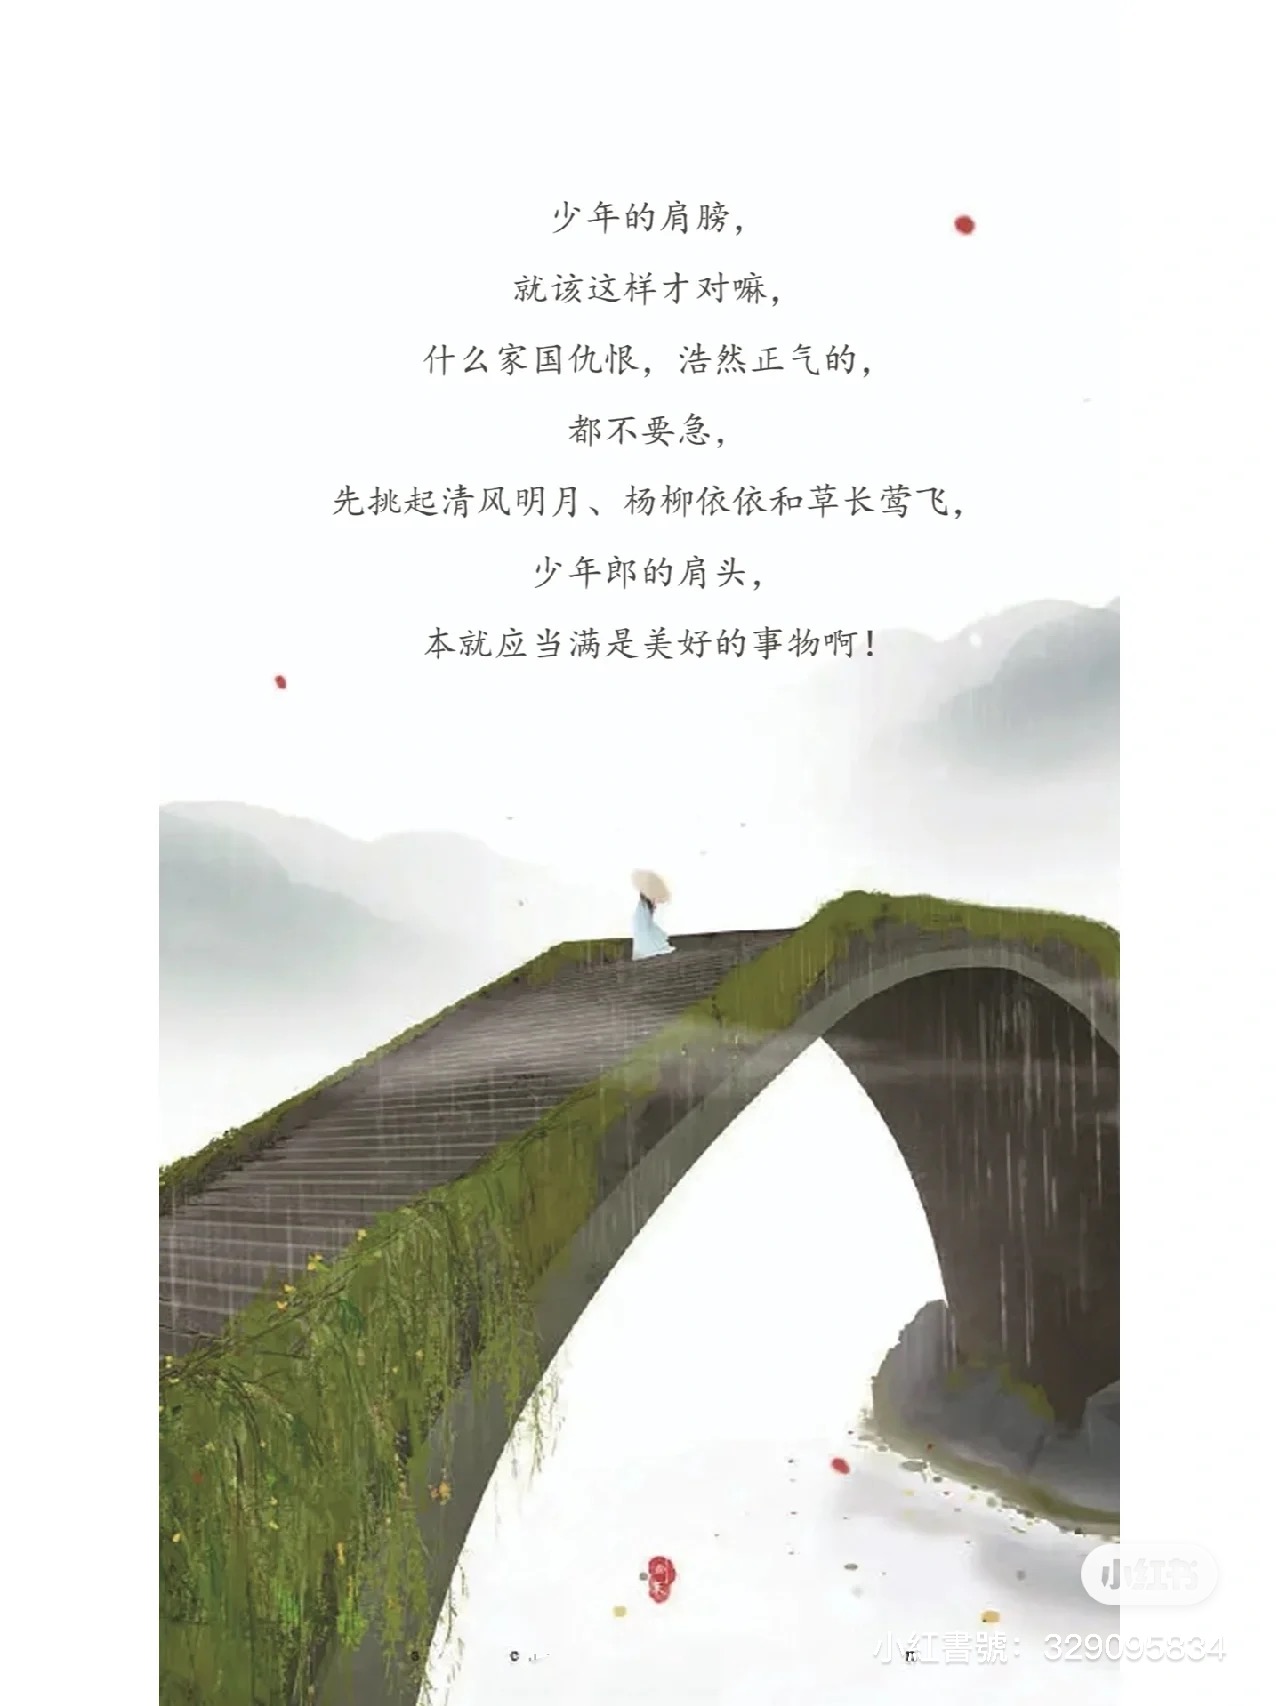 少年的肩膀，
就该这样才对嘛，
什么家国仇恨，浩然正气的，
都不要急，
先挑起清风明月、杨柳依依和草长莺飞，
少年郎的肩头，
本就应当满是美好的事物啊！
小红书
小红書號：329095834